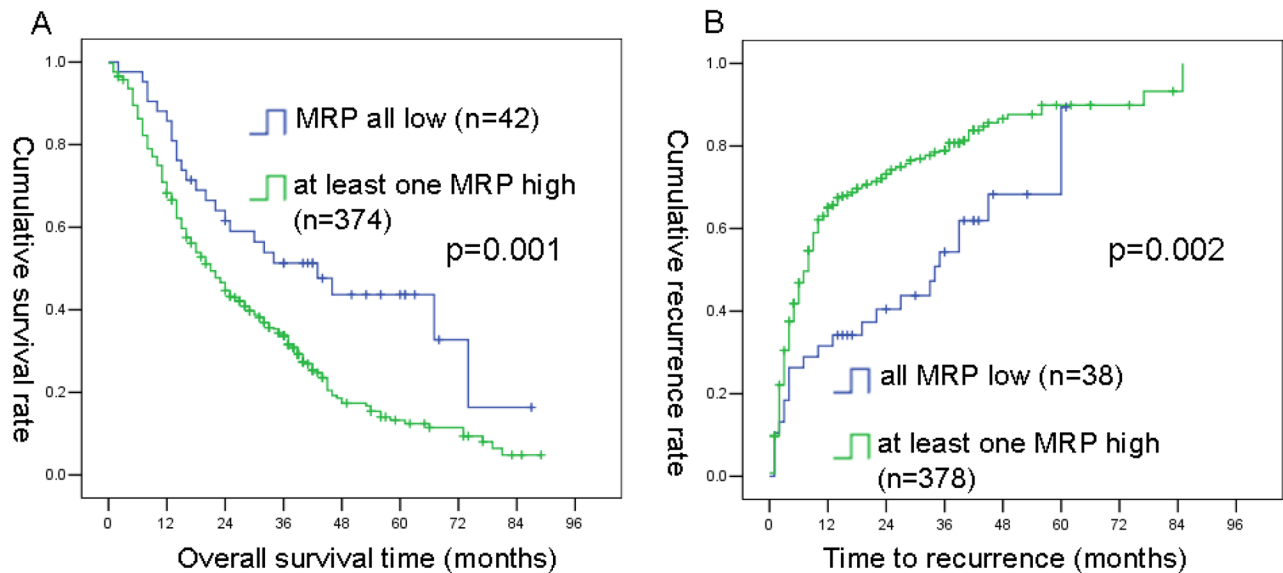 A
Cumulative survival rate
1.0
0.8
0.6
0.4
0.2
0.0
MRP all low (n=42)
at least one MRP high
(n=374)
p=0.001
0 12 24 36 48 60 72 84 96
Overall survival time (months)
B
Cumulative recurrence rate
1.0
0.8
0.6
0.4
0.2
0.0
p=0.002
all MRP low (n=38)
at least one MRP high
(n=378)
0 12 24 36 48 60 72 84 96
Time to recurrence (months)